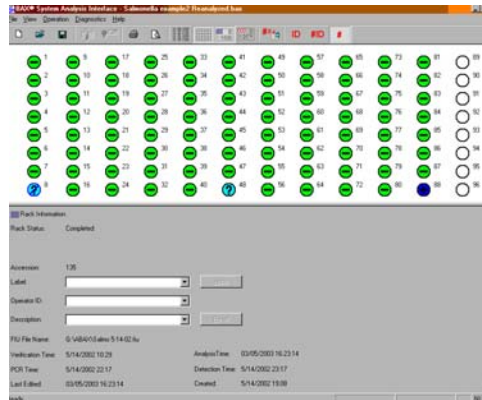 BAX® System Analysis Interface - Salmonella example2 Reanalyzed.bax
File View Operation Diagnostics Help
ID RID #
1 9 17 25 33 41 49 57 65 73 81 89
2 10 18 26 34 42 50 58 66 74 82 90
3 11 19 27 35 43 51 59 67 75 83 91
4 12 20 28 36 44 52 60 68 76 84 92
5 13 21 29 37 45 53 61 69 77 85 93
6 14 22 30 38 46 54 62 70 78 86 94
7 15 23 31 39 47 55 63 71 79 87 95
8 16 24 32 40 48 56 64 72 80 88 96
Rack Information
Rack Status: Completed
Accession: 135
Label:
Operator ID:
Description:
Verification Time: 5/14/2002 18:29 Analysis Time: 03/05/2003 16:23:14
PCR Time: 5/14/2002 22:17 Detection Time: 5/14/2002 23:17
Last Edited: 03/05/2003 16:23:14 Created: 5/14/2002 19:08